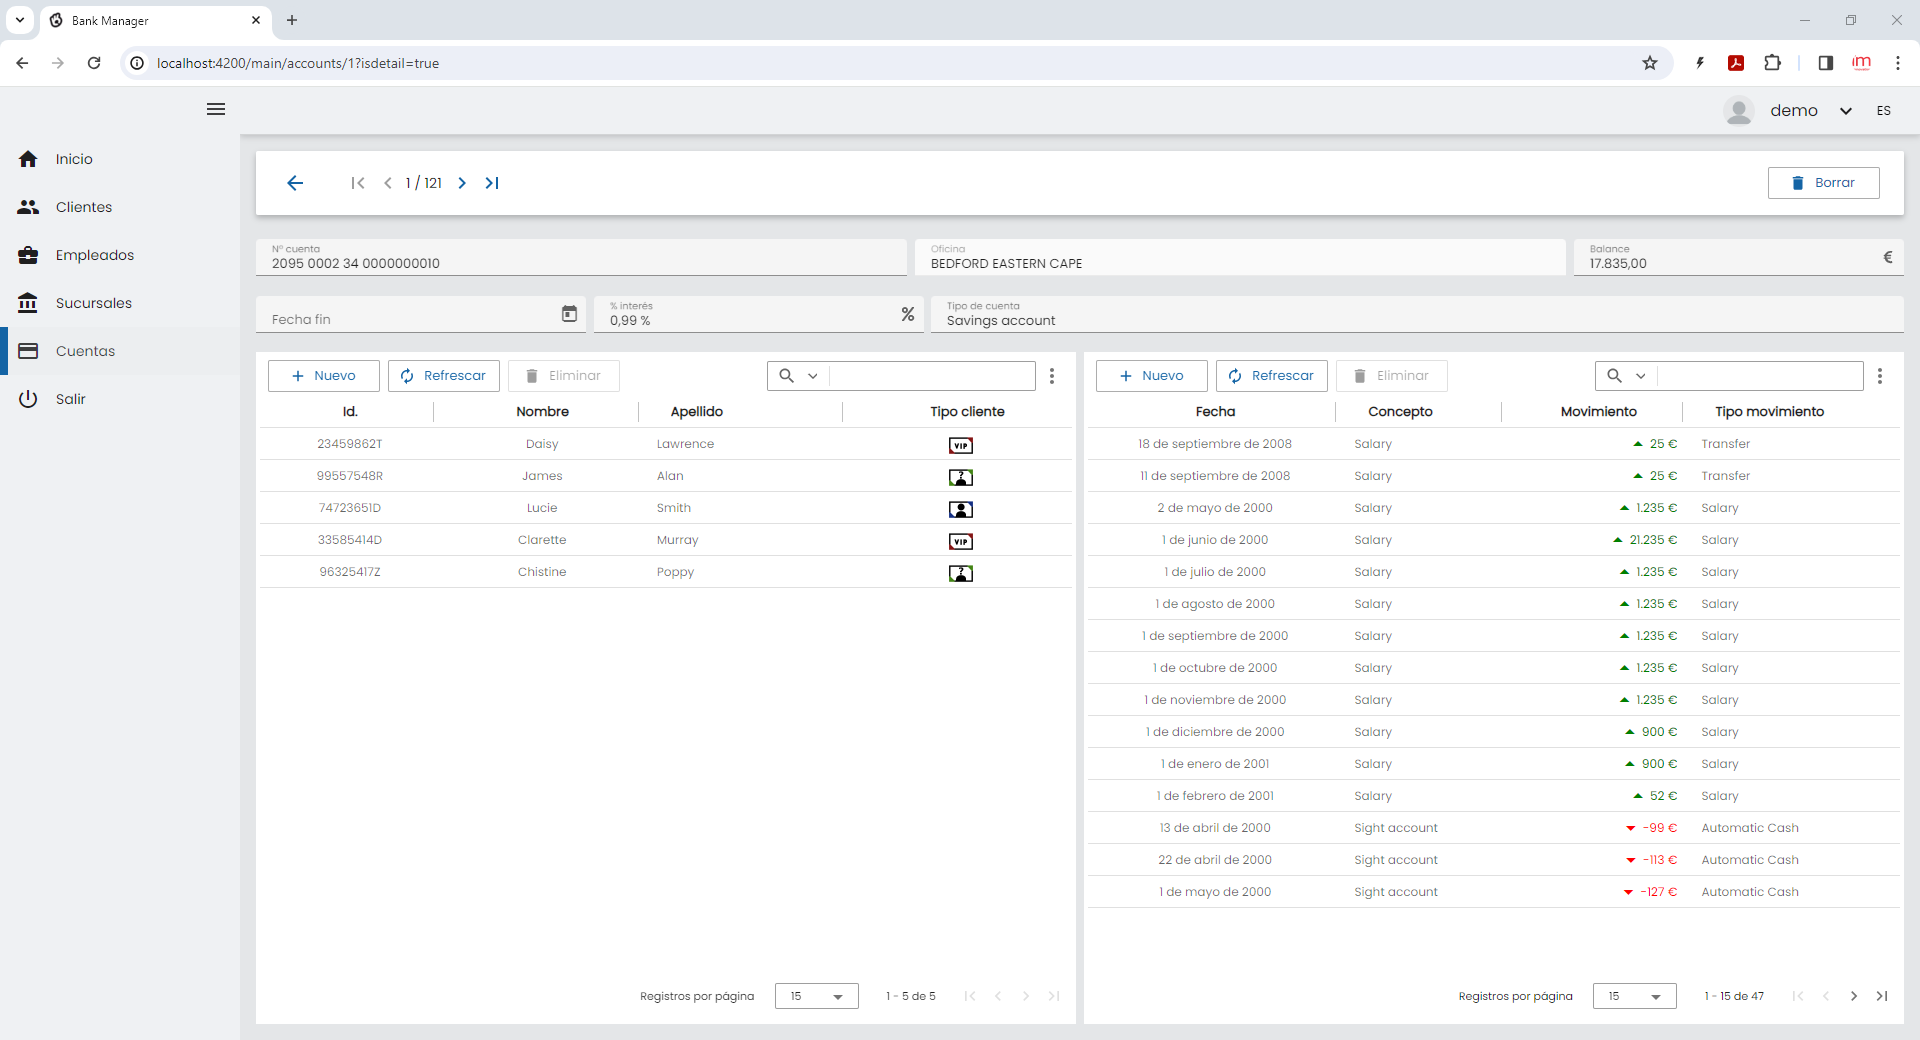 Bank Manager
localhost:4200/main/accounts/1?isdetail=true
demo ES
Inicio
Clientes
Empleados
Sucursales
Cuentas
Salir
1 / 121
Borrar
Nº cuenta
2095 0002 34 0000000010
Oficina
BEDFORD EASTERN CAPE
Balance
17.835,00 €
Fecha fin
% interés
0,99 % %
Tipo de cuenta
Savings account
Nuevo Refrescar Eliminar
Id. Nombre Apellido Tipo cliente
23459862T Daisy Lawrence VIP
99557548R James Alan ?
74723651D Lucie Smith
33585414D Clarette Murray VIP
96325417Z Chistine Poppy ?
Registros por página 15 1 - 5 de 5
Nuevo Refrescar Eliminar
Fecha Concepto Movimiento Tipo movimiento
18 de septiembre de 2008 Salary 25 € Transfer
11 de septiembre de 2008 Salary 25 € Transfer
2 de mayo de 2000 Salary 1.235 € Salary
1 de junio de 2000 Salary 21.235 € Salary
1 de julio de 2000 Salary 1.235 € Salary
1 de agosto de 2000 Salary 1.235 € Salary
1 de septiembre de 2000 Salary 1.235 € Salary
1 de octubre de 2000 Salary 1.235 € Salary
1 de noviembre de 2000 Salary 1.235 € Salary
1 de diciembre de 2000 Salary 900 € Salary
1 de enero de 2001 Salary 900 € Salary
1 de febrero de 2001 Salary 52 € Salary
13 de abril de 2000 Sight account -99 € Automatic Cash
22 de abril de 2000 Sight account -113 € Automatic Cash
1 de mayo de 2000 Sight account -127 € Automatic Cash
Registros por página 15 1 - 15 de 47